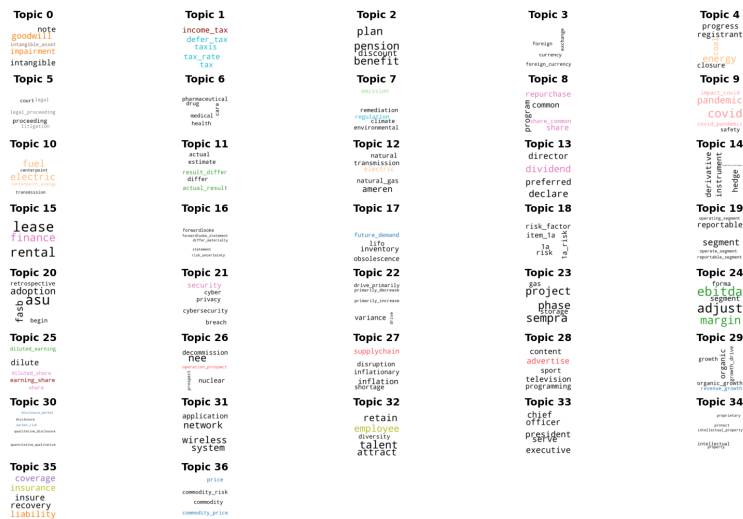 Topic 0
note
goodwill
intangible_asset
impairment
intangible
Topic 1
income_tax
defer_tax
taxis
tax_rate
tax
Topic 2
plan
pension
discount
benefit
Topic 3
exchange
foreign
currency
foreign_currency
Topic 4
progress
registrant
coal
energy
closure
Topic 5
court legal
legal_proceeding
proceeding
litigation
Topic 6
pharmaceutical
drug
care
medical
health
Topic 7
emission
remediation
regulation
climate
environmental
Topic 8
repurchase
common
program
share_common
share
Topic 9
impact_covid
pandemic
covid
covid_pandemic
safety
Topic 10
fuel
centerpoint
electric
centerpoint_energy
transmission
Topic 11
actual
estimate
result_differ
differ
actual_result
Topic 12
natural
transmission
electric
natural_gas
ameren
Topic 13
director
dividend
preferred
declare
Topic 14
derivative
instrument
hedge
Topic 15
lease
finance
rental
Topic 16
forwardlooke
forwardlooke_statement
differ_materially
statement
risk_uncertainty
Topic 17
future_demand
lifo
inventory
obsolescence
Topic 18
risk_factor
item_1a
1a
risk
1a_risk
Topic 19
operating_segment
reportable
segment
operate_segment
reportable_segment
Topic 20
retrospective
adoption
asu
fasb
begin
Topic 21
security
cyber
privacy
cybersecurity
breach
Topic 22
drive_primarily
primarily_decrease
primarily_increase
variance
drive
Topic 23
gas
project
phase
storage
sempra
Topic 24
forma
ebitda
segment
adjust
margin
Topic 25
diluted_earning
dilute
diluted_share
earning_share
share
Topic 26
decommission
nee
operation_prospect
prospect
nuclear
Topic 27
supplychain
disruption
inflationary
inflation
shortage
Topic 28
content
advertise
sport
television
programming
Topic 29
growth
organic
growth_drive
organic_growth
revenue_growth
Topic 30
disclosure_market
disclosure
market_risk
qualitative_disclosure
quantitative_qualitative
Topic 31
application
network
wireless
system
Topic 32
retain
employee
diversity
talent
attract
Topic 33
chief
officer
president
serve
executive
Topic 34
proprietary
protect
intellectual_property
intellectual
property
Topic 35
coverage
insurance
insure
recovery
liability
Topic 36
price
commodity_risk
commodity
commodity_price